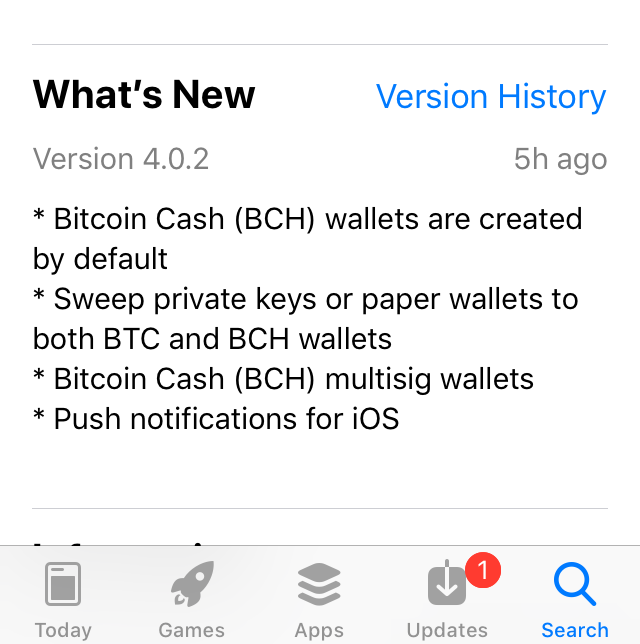 What's New
Version History
Version 4.0.2
5h ago
* Bitcoin Cash (BCH) wallets are created
by default
* Sweep private keys or paper wallets to
both BTC and BCH wallets
* Bitcoin Cash (BCH) multisig wallets
* Push notifications for iOS
1
Today
Games
Apps
Updates
Search